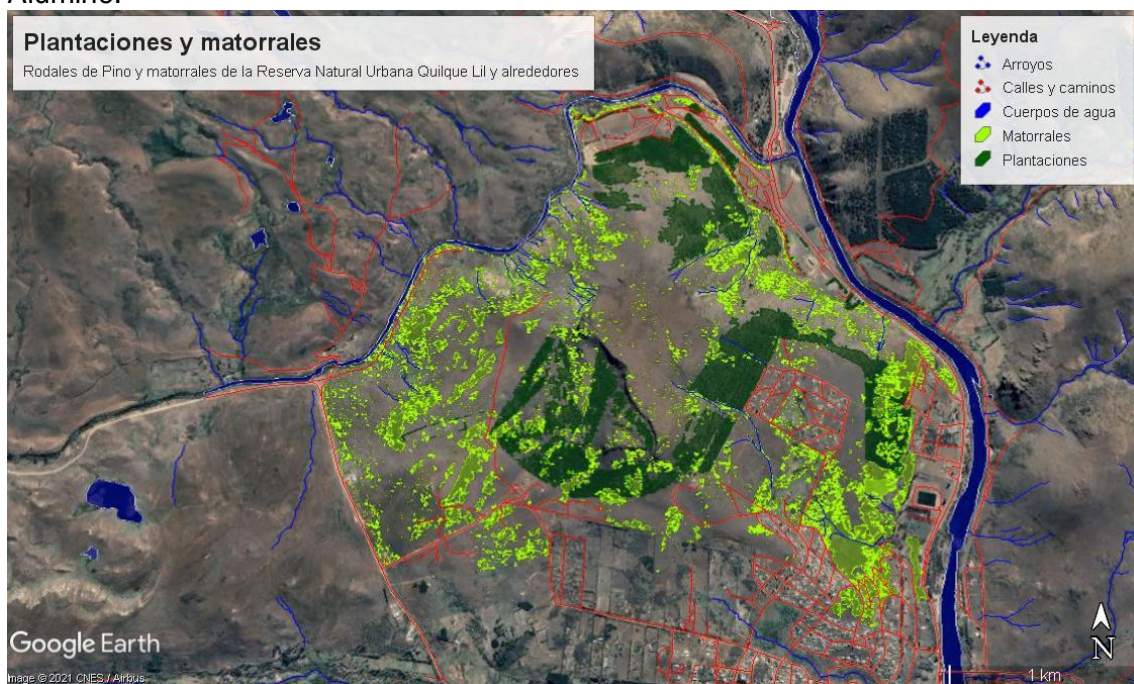 Aluminé.
Plantaciones y matorrales
Rodales de Pino y matorrales de la Reserva Natural Urbana Quilque Lil y alrededores
Leyenda
Arroyos
Calles y caminos
Cuerpos de agua
Matorrales
Plantaciones
Google Earth
Image © 2021 CNES / Airbus
N
1 km